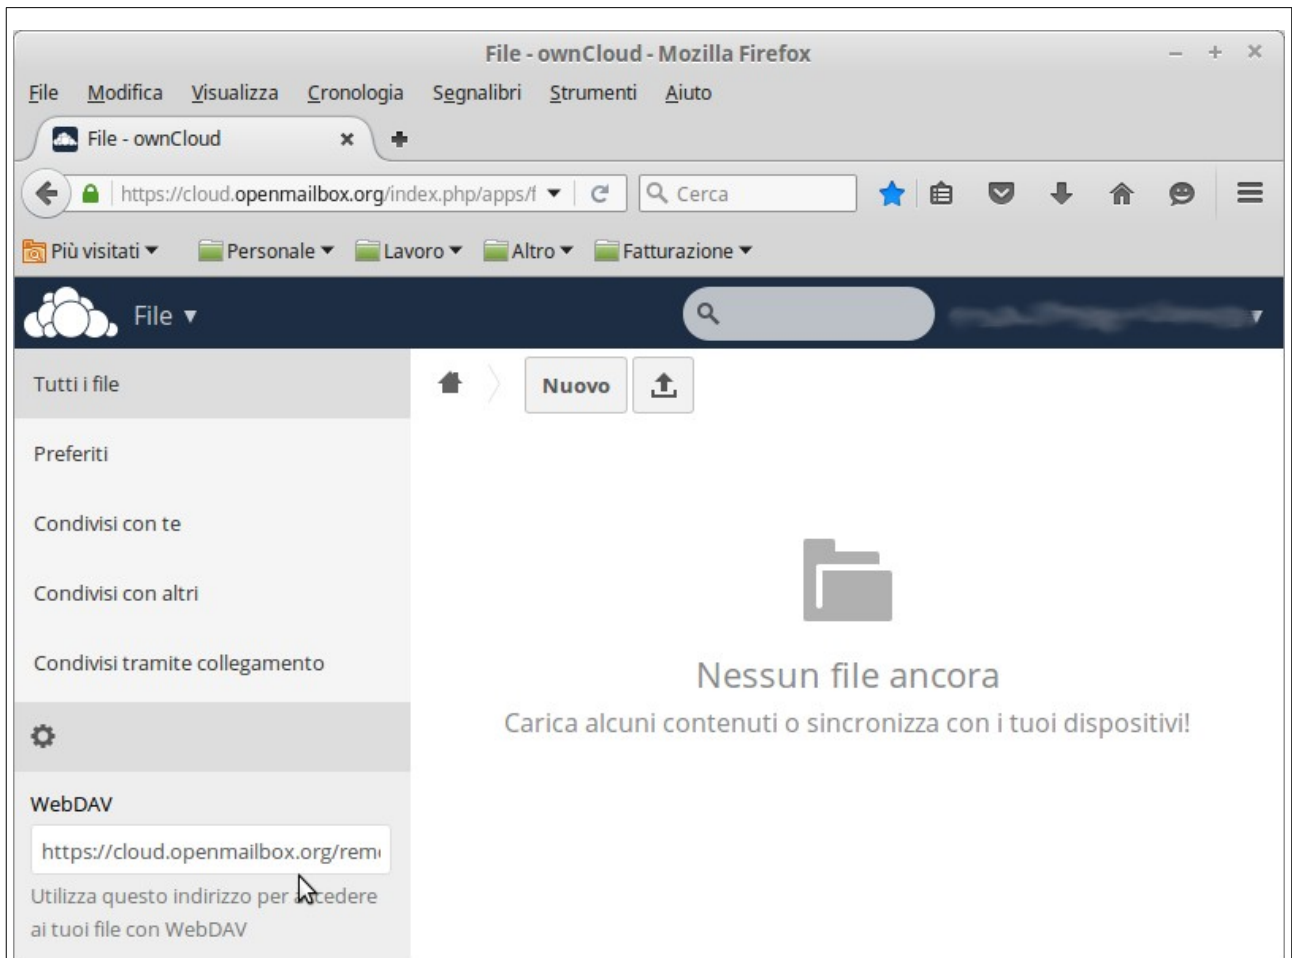 File - ownCloud - Mozilla Firefox
File Modifica Visualizza Cronologia Segnalibri Strumenti Aiuto
File - ownCloud
https://cloud.openmailbox.org/index.php/apps/f Cerca
Più visitati Personale Lavoro Altro Fatturazione
File
Tutti i file
Nuovo
Preferiti
Condivisi con te
Condivisi con altri
Condivisi tramite collegamento
Nessun file ancora
Carica alcuni contenuti o sincronizza con i tuoi dispositivi!
WebDAV
https://cloud.openmailbox.org/rem
Utilizza questo indirizzo per accedere
ai tuoi file con WebDAV